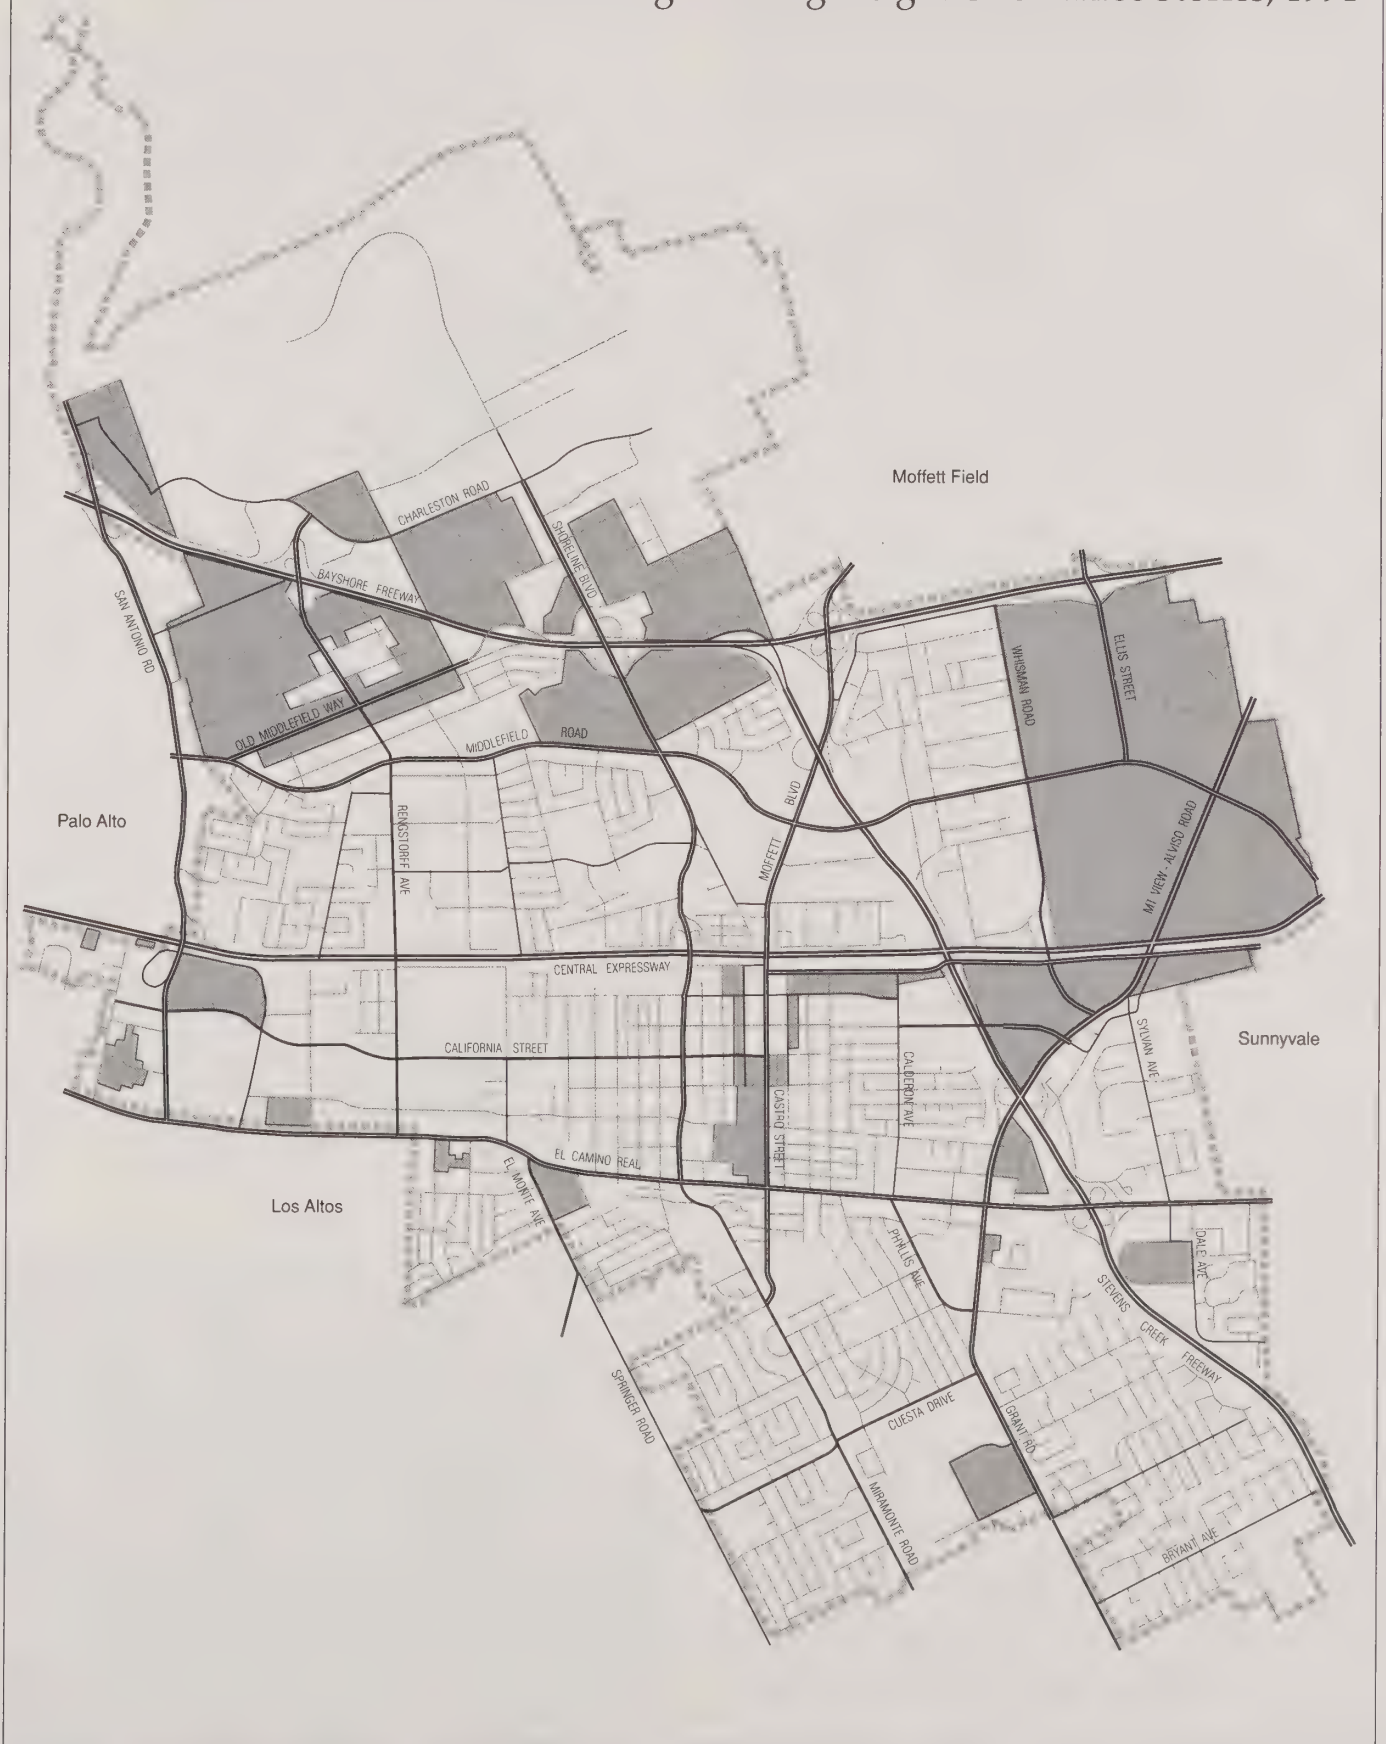 Moffett Field
CHARLESTON ROAD
SHORELINE BLVD
BAYSHORE FREEWAY
SAN ANTONIO RD
ELLIS STREET
WHISMAN ROAD
OLD MIDDLEFIELD WAY
MIDDLEFIELD ROAD
Palo Alto
RENGSTORFF AVE
MOFFETT BLVD
MT VIEW - ALVISO ROAD
CENTRAL EXPRESSWAY
Sunnyvale
CALIFORNIA STREET
SYLVAN AVE
CALDERON AVE
CASTRO STREET
EL CAMINO REAL
EL MONTE AVE
Los Altos
PHYLLIS AVE
DALE AVE
STEVENS CREEK FREEWAY
SPRINGER ROAD
CUESTA DRIVE
GRANT RD
MIRAMONTE ROAD
BRYANT AVE